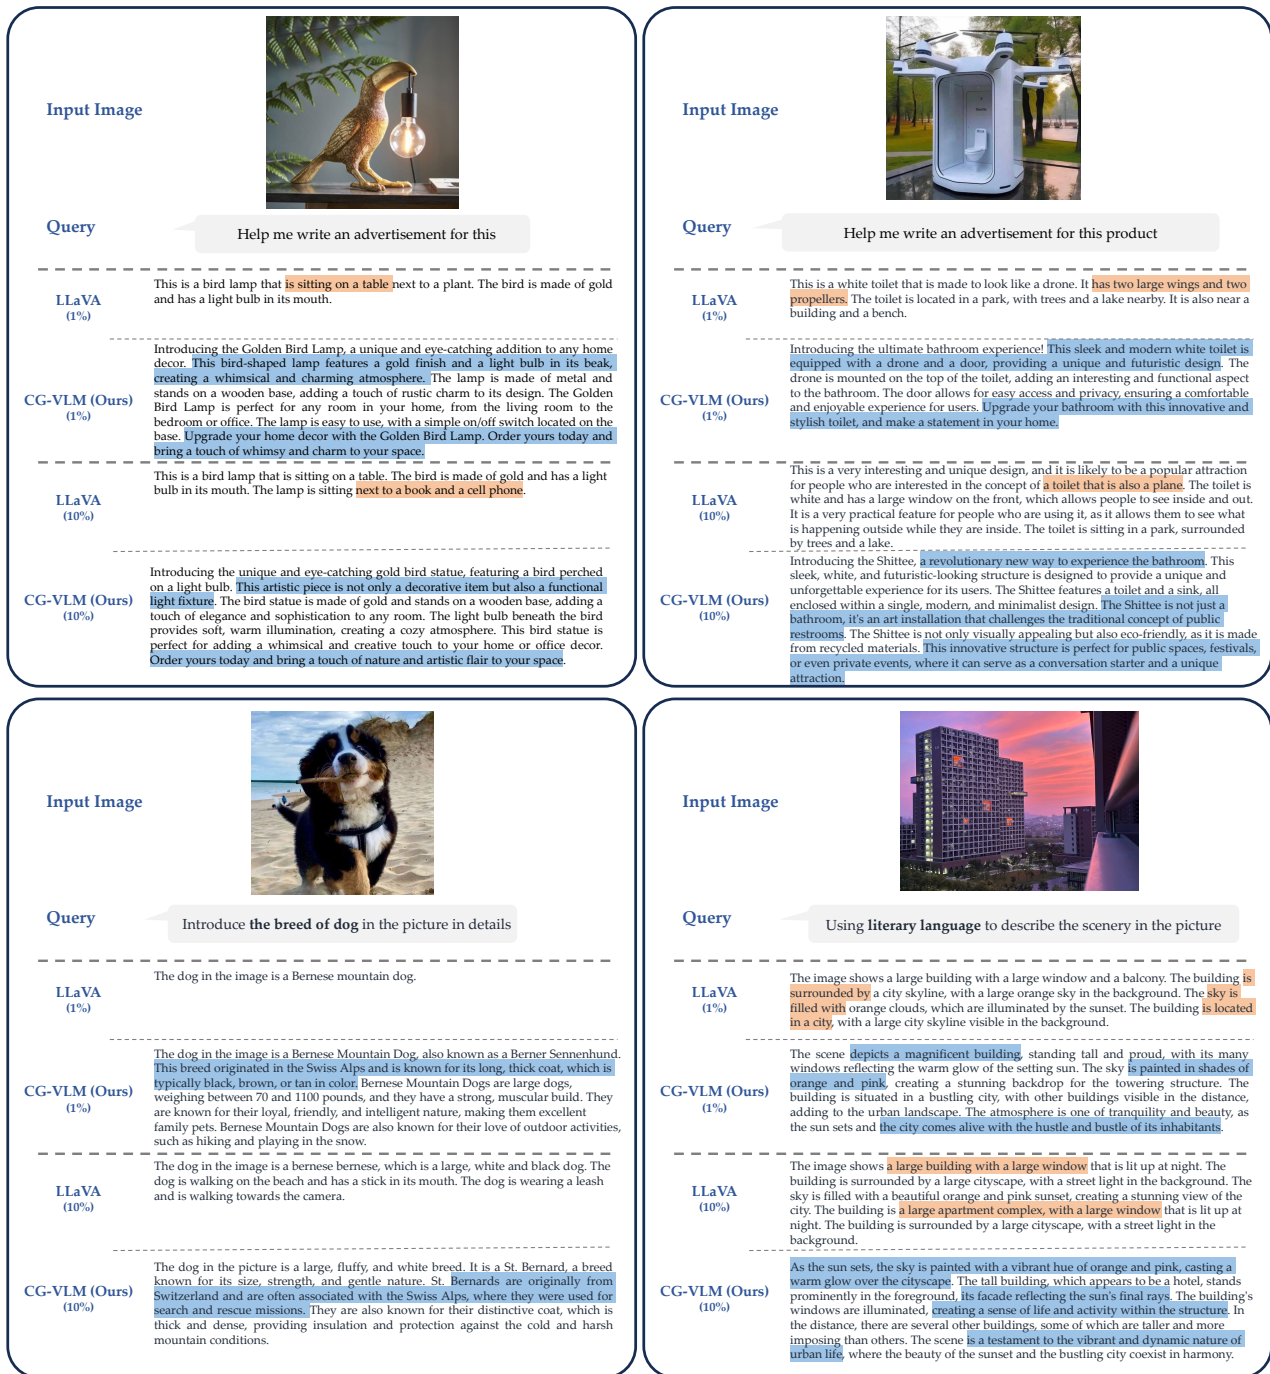 Input Image
Query
Help me write an advertisement for this
LLaVA
(1%)
This is a bird lamp that is sitting on a table next to a plant. The bird is made of gold
and has a light bulb in its mouth.
CG-VLM (Ours)
(1%)
Introducing the Golden Bird Lamp, a unique and eye-catching addition to any home
decor. This bird-shaped lamp features a gold finish and a light bulb in its beak,
creating a whimsical and charming atmosphere. The lamp is made of metal and
stands on a wooden base, adding a touch of rustic charm to its design. The Golden
Bird Lamp is perfect for any room in your home, from the living room to the
bedroom or office. The lamp is easy to use, with a simple on/off switch located on the
base. Upgrade your home decor with the Golden Bird Lamp. Order yours today and
bring a touch of whimsy and charm to your space.
LLaVA
(10%)
This is a bird lamp that is sitting on a table. The bird is made of gold and has a light
bulb in its mouth. The lamp is sitting next to a book and a cell phone.
CG-VLM (Ours)
(10%)
Introducing the unique and eye-catching gold bird statue, featuring a bird perched
on a light bulb. This artistic piece is not only a decorative item but also a functional
light fixture. The bird statue is made of gold and stands on a wooden base, adding a
touch of elegance and sophistication to any room. The light bulb beneath the bird
provides soft, warm illumination, creating a cozy atmosphere. This bird statue is
perfect for adding a whimsical and creative touch to your home or office decor.
Order yours today and bring a touch of nature and artistic flair to your space.
Input Image
Query
Help me write an advertisement for this product
LLaVA
(1%)
This is a white toilet that is made to look like a drone. It has two large wings and two
propellers. The toilet is located in a park, with trees and a lake nearby. It is also near a
building and a bench.
CG-VLM (Ours)
(1%)
Introducing the ultimate bathroom experience! This sleek and modern white toilet is
equipped with a drone and a door, providing a unique and futuristic design. The
drone is mounted on the top of the toilet, adding an interesting and functional aspect
to the bathroom. The door allows for easy access and privacy, ensuring a comfortable
and enjoyable experience for users. Upgrade your bathroom with this innovative and
stylish toilet, and make a statement in your home.
LLaVA
(10%)
This is a very interesting and unique design, and it is likely to be a popular attraction
for people who are interested in the concept of a toilet that is also a plane. The toilet is
white and has a large window on the front, which allows people to see inside and out.
It is a very practical feature for people who are using it, as it allows them to see what
is happening outside while they are inside. The toilet is sitting in a park, surrounded
by trees and a lake.
CG-VLM (Ours)
(10%)
Introducing the Shittee, a revolutionary new way to experience the bathroom. This
sleek, white, and futuristic-looking structure is designed to provide a unique and
unforgettable experience for its users. The Shittee features a toilet and a sink, all
enclosed within a single, modern, and minimalist design. The Shittee is not just a
bathroom, it's an art installation that challenges the traditional concept of public
restrooms. The Shittee is not only visually appealing but also eco-friendly, as it is made
from recycled materials. This innovative structure is perfect for public spaces, festivals,
or even private events, where it can serve as a conversation starter and a unique
attraction.
Input Image
Query
Introduce the breed of dog in the picture in details
LLaVA
(1%)
The dog in the image is a Bernese mountain dog.
CG-VLM (Ours)
(1%)
The dog in the image is a Bernese Mountain Dog, also known as a Berner Sennenhund.
This breed originated in the Swiss Alps and is known for its long, thick coat, which is
typically black, brown, or tan in color. Bernese Mountain Dogs are large dogs,
weighing between 70 and 1100 pounds, and they have a strong, muscular build. They
are known for their loyal, friendly, and intelligent nature, making them excellent
family pets. Bernese Mountain Dogs are also known for their love of outdoor activities,
such as hiking and playing in the snow.
LLaVA
(10%)
The dog in the image is a bernese bernese, which is a large, white and black dog. The
dog is walking on the beach and has a stick in its mouth. The dog is wearing a leash
and is walking towards the camera.
CG-VLM (Ours)
(10%)
The dog in the picture is a large, fluffy, and white breed. It is a St. Bernard, a breed
known for its size, strength, and gentle nature. St. Bernards are originally from
Switzerland and are often associated with the Swiss Alps, where they were used for
search and rescue missions. They are also known for their distinctive coat, which is
thick and dense, providing insulation and protection against the cold and harsh
mountain conditions.
Input Image
Query
Using literary language to describe the scenery in the picture
LLaVA
(1%)
The image shows a large building with a large window and a balcony. The building is
surrounded by a city skyline, with a large orange sky in the background. The sky is
filled with orange clouds, which are illuminated by the sunset. The building is located
in a city, with a large city skyline visible in the background.
CG-VLM (Ours)
(1%)
The scene depicts a magnificent building, standing tall and proud, with its many
windows reflecting the warm glow of the setting sun. The sky is painted in shades of
orange and pink, creating a stunning backdrop for the towering structure. The
building is situated in a bustling city, with other buildings visible in the distance,
adding to the urban landscape. The atmosphere is one of tranquility and beauty, as
the sun sets and the city comes alive with the hustle and bustle of its inhabitants.
LLaVA
(10%)
The image shows a large building with a large window that is lit up at night. The
building is surrounded by a large cityscape, with a street light in the background. The
sky is filled with a beautiful orange and pink sunset, creating a stunning view of the
city. The building is a large apartment complex, with a large window that is lit up at
night. The building is surrounded by a large cityscape, with a street light in the
background.
CG-VLM (Ours)
(10%)
As the sun sets, the sky is painted with a vibrant hue of orange and pink, casting a
warm glow over the cityscape. The tall building, which appears to be a hotel, stands
prominently in the foreground, its facade reflecting the sun's final rays. The building's
windows are illuminated, creating a sense of life and activity within the structure. In
the distance, there are several other buildings, some of which are taller and more
imposing than others. The scene is a testament to the vibrant and dynamic nature of
urban life, where the beauty of the sunset and the bustling city coexist in harmony.